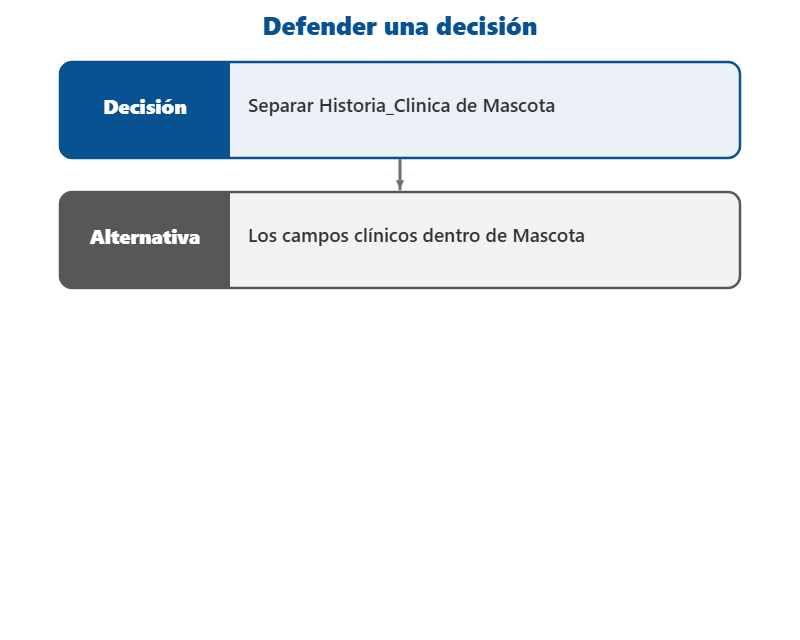 Defender una decisión
Decisión
Separar Historia_Clinica de Mascota
Alternativa
Los campos clínicos dentro de Mascota